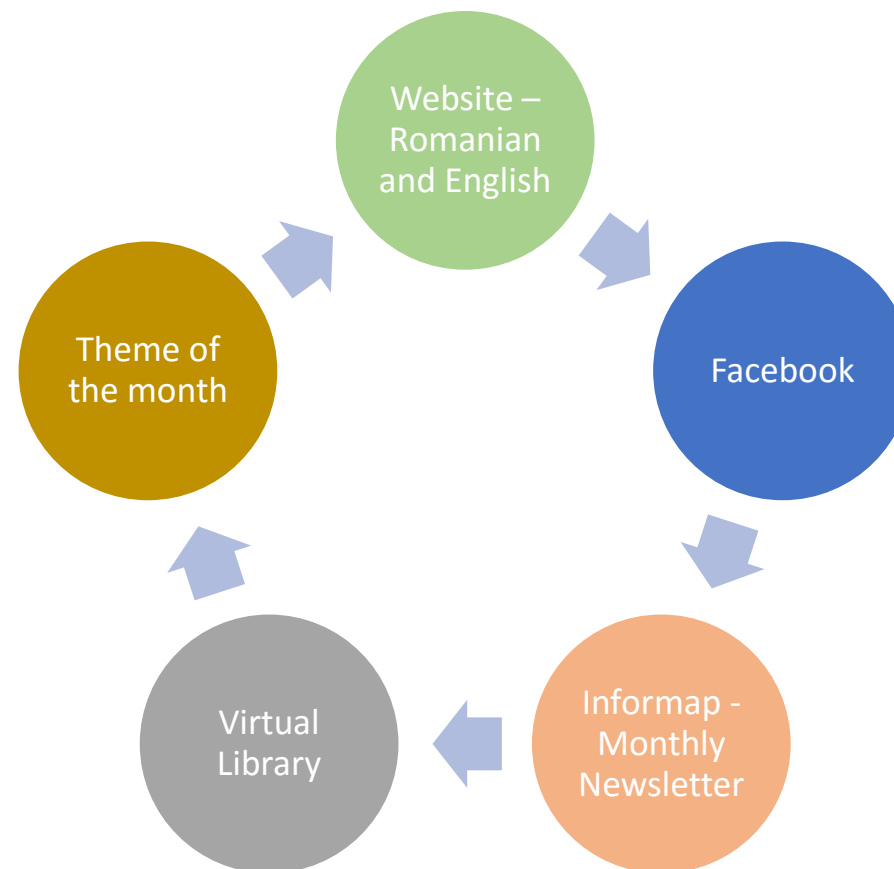 Website –
Romanian
and English
Facebook
Informap -
Monthly
Newsletter
Virtual
Library
Theme of
the month